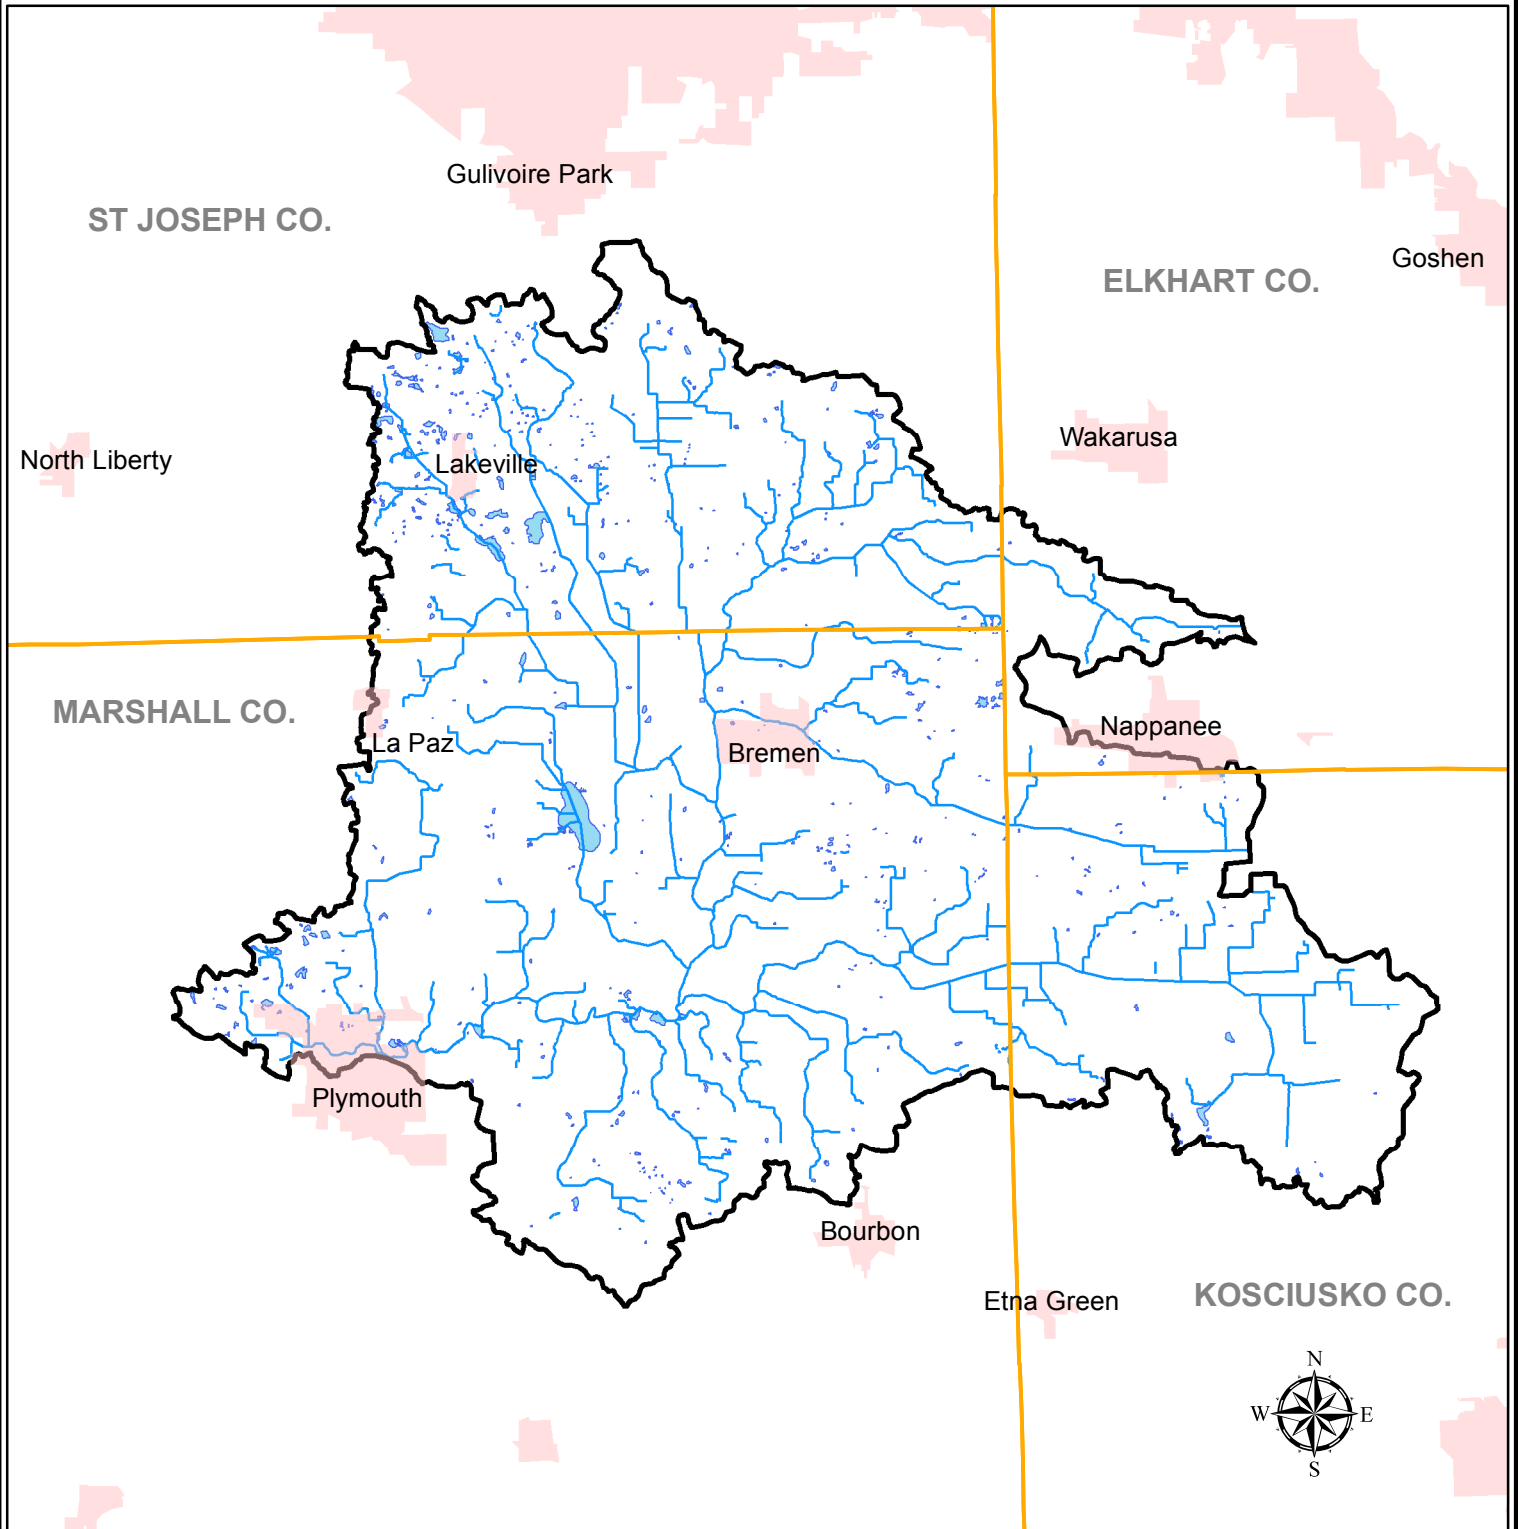 Gulivoire Park
ST JOSEPH CO.
Goshen
ELKHART CO.
Wakarusa
North Liberty
Lakeville
MARSHALL CO.
Nappanee
La Paz
Bremen
Plymouth
Bourbon
Etna Green
KOSCIUSKO CO.
N
W E
S